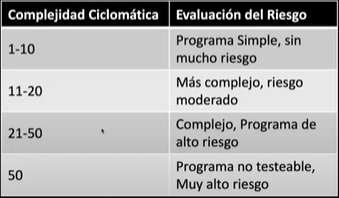 Complejidad Ciclomática Evaluación del Riesgo
1-10 Programa Simple, sin
mucho riesgo
11-20 Más complejo, riesgo
moderado
21-50 Complejo, Programa de
alto riesgo
50 Programa no testeable,
Muy alto riesgo